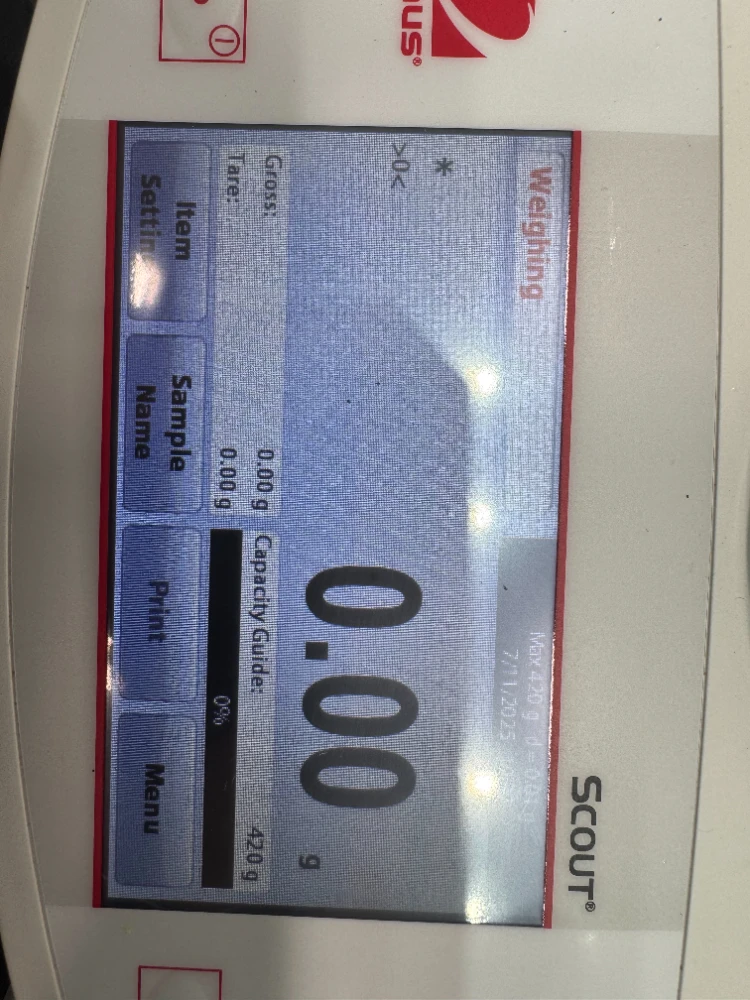 us®
SCOUT®
Weighing
Max 420 g d
7/11/2025
*
>0<
0.00 g
Gross: 0.00 g
Tare: 0.00 g
Capacity Guide: 420 g
0%
Item
Sample
Name
Print
Menu